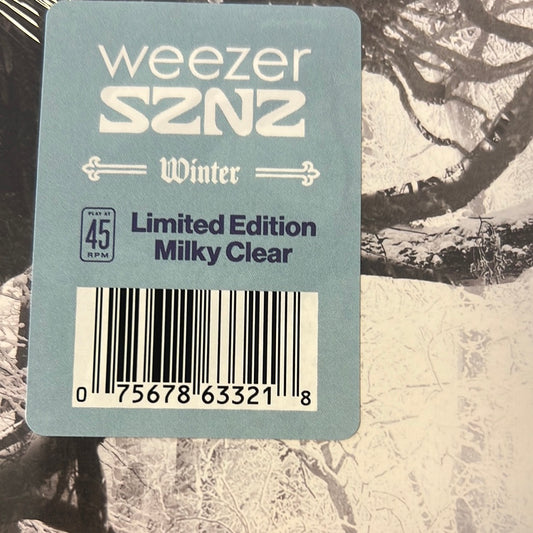 weezer
SZNZ
Winter
PLAY AT
45
RPM
Limited Edition
Milky Clear
0 75678 63321 8